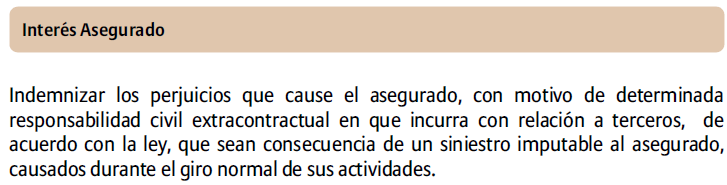 Interés Asegurado
Indemnizar los perjuicios que cause el asegurado, con motivo de determinada
responsabilidad civil extracontractual en que incurra con relación a terceros, de
acuerdo con la ley, que sean consecuencia de un siniestro imputable al asegurado,
causados durante el giro normal de sus actividades.